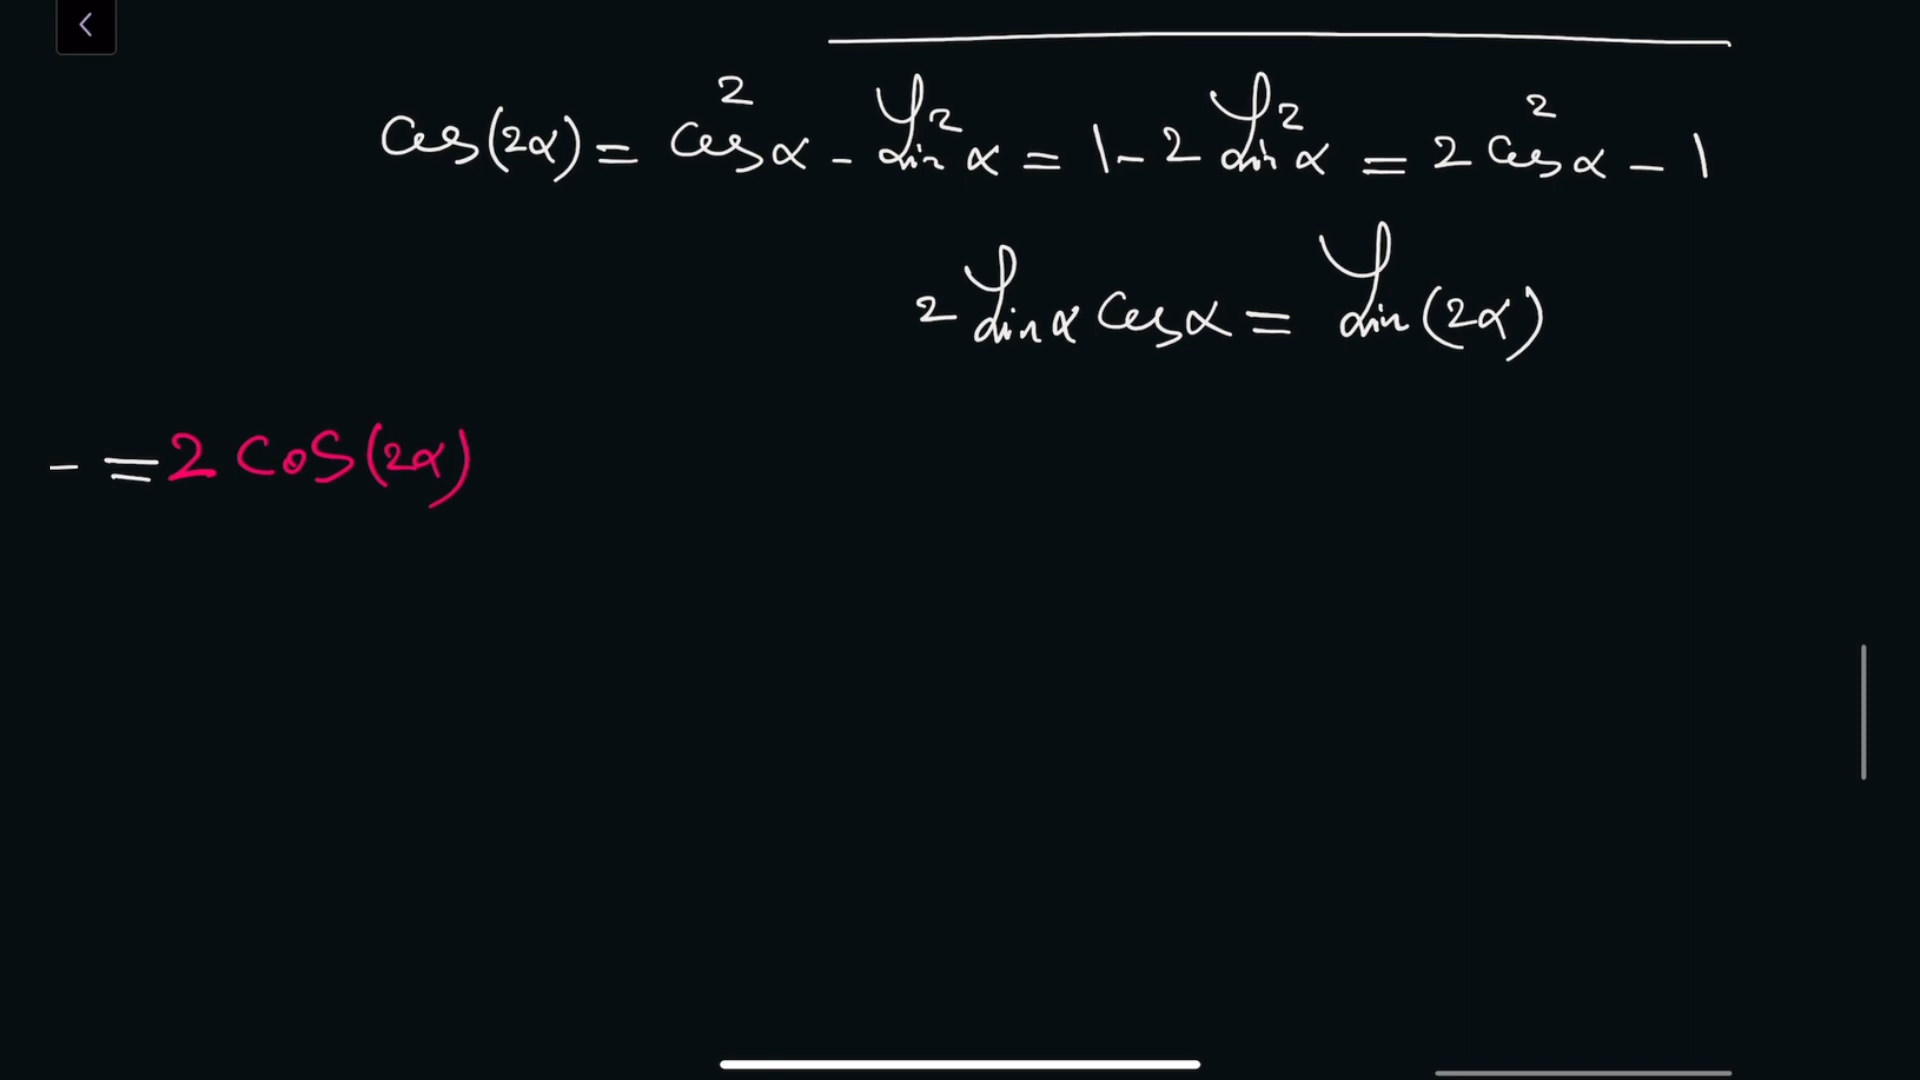 cos(2α) = cos²α - sin²α = 1 - 2 sin²α = 2 cos²α - 1
2 sinα cosα = sin(2α)
- = 2 cos(2α)